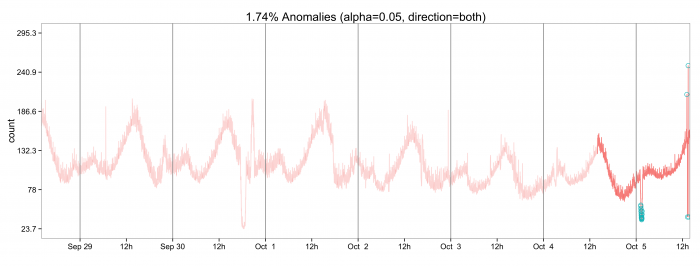 1.74% Anomalies (alpha=0.05, direction=both)
295.3
240.9
186.6
132.3
78
23.7
count
Sep 29 12h Sep 30 12h Oct 1 12h Oct 2 12h Oct 3 12h Oct 4 12h Oct 5 12h